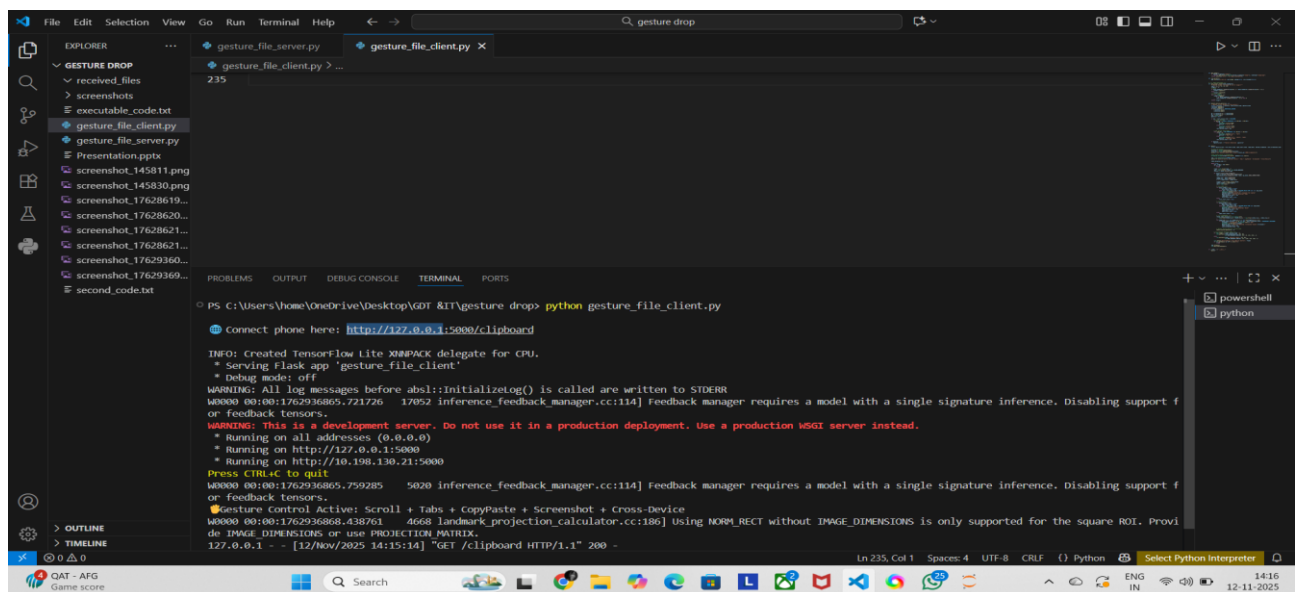 File Edit Selection View Go Run Terminal Help
gesture drop
EXPLORER
GESTURE DROP
received_files
screenshots
executable_code.txt
gesture_file_client.py
gesture_file_server.py
Presentation.pptx
screenshot_145811.png
screenshot_145830.png
screenshot_17628619...
screenshot_17628620...
screenshot_17628621...
screenshot_17628621...
screenshot_17629360...
screenshot_17629369...
second_code.txt
OUTLINE
TIMELINE
gesture_file_server.py gesture_file_client.py
gesture_file_client.py > ...
235
PROBLEMS OUTPUT DEBUG CONSOLE TERMINAL PORTS
powershell
python
PS C:\Users\home\OneDrive\Desktop\GDT &IT\gesture drop> python gesture_file_client.py
Connect phone here: http://127.0.0.1:5000/clipboard
INFO: Created TensorFlow Lite XNNPACK delegate for CPU.
* Serving Flask app 'gesture_file_client'
* Debug mode: off
WARNING: All log messages before absl::InitializeLog() is called are written to STDERR
W0000 00:00:1762936865.721726 17052 inference_feedback_manager.cc:114] Feedback manager requires a model with a single signature inference. Disabling support f
or feedback tensors.
WARNING: This is a development server. Do not use it in a production deployment. Use a production WSGI server instead.
* Running on all addresses (0.0.0.0)
* Running on http://127.0.0.1:5000
* Running on http://10.198.130.21:5000
Press CTRL+C to quit
W0000 00:00:1762936865.759285 5020 inference_feedback_manager.cc:114] Feedback manager requires a model with a single signature inference. Disabling support f
or feedback tensors.
Gesture Control Active: Scroll + Tabs + CopyPaste + Screenshot + Cross-Device
W0000 00:00:1762936868.438761 4668 landmark_projection_calculator.cc:186] Using NORM_RECT without IMAGE_DIMENSIONS is only supported for the square ROI. Provi
de IMAGE_DIMENSIONS or use PROJECTION_MATRIX.
127.0.0.1 - - [12/Nov/2025 14:15:14] "GET /clipboard HTTP/1.1" 200 -
0 0 Ln 235, Col 1 Spaces: 4 UTF-8 CRLF {} Python Select Python Interpreter
4 QAT - AFG
Game score
Search
L
2
25
ENG
IN
14:16
12-11-2025